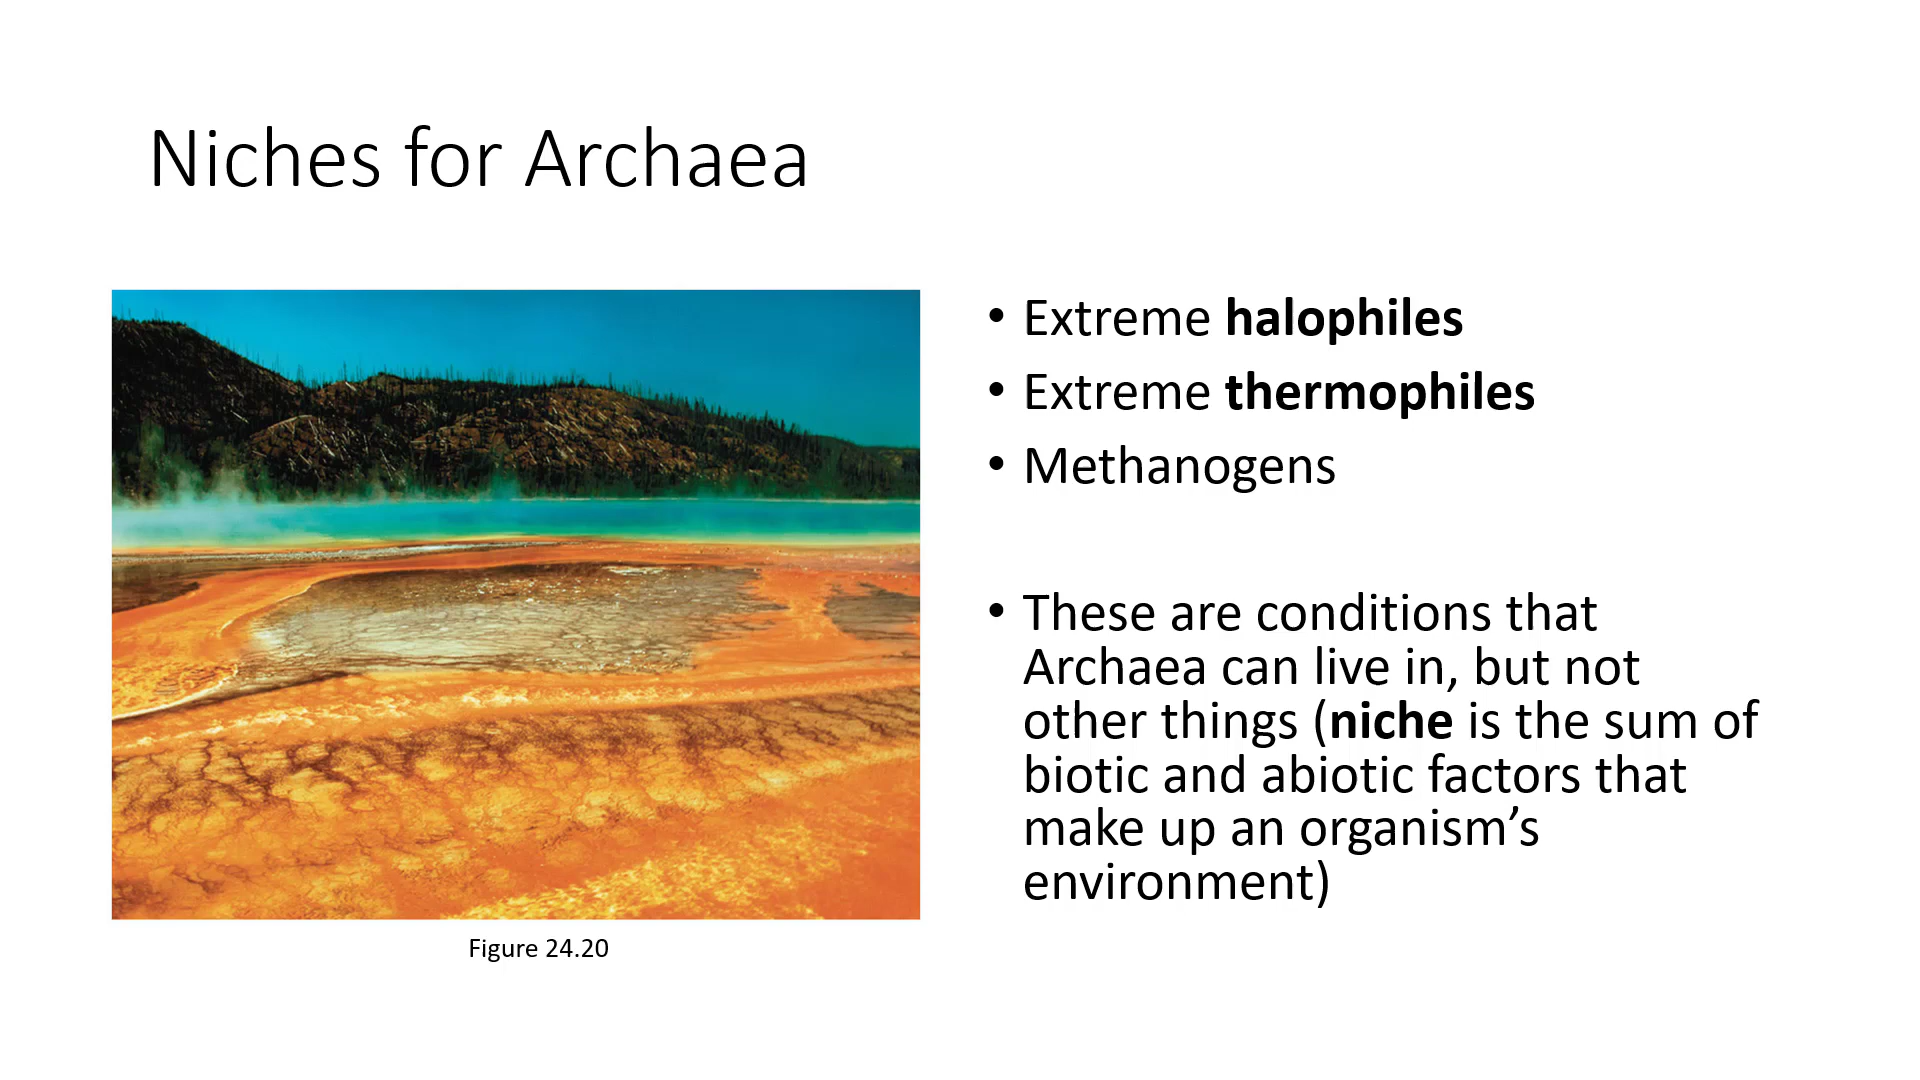 Niches for Archaea
• Extreme halophiles
• Extreme thermophiles
• Methanogens
• These are conditions that
Archaea can live in, but not
other things (niche is the sum of
biotic and abiotic factors that
make up an organism’s
environment)
Figure 24.20